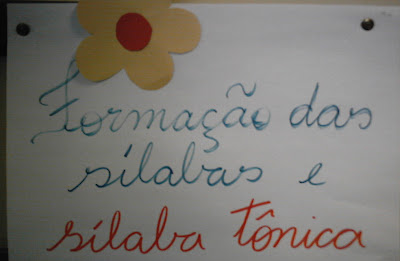 Formação das
sílabas e
sílaba tônica